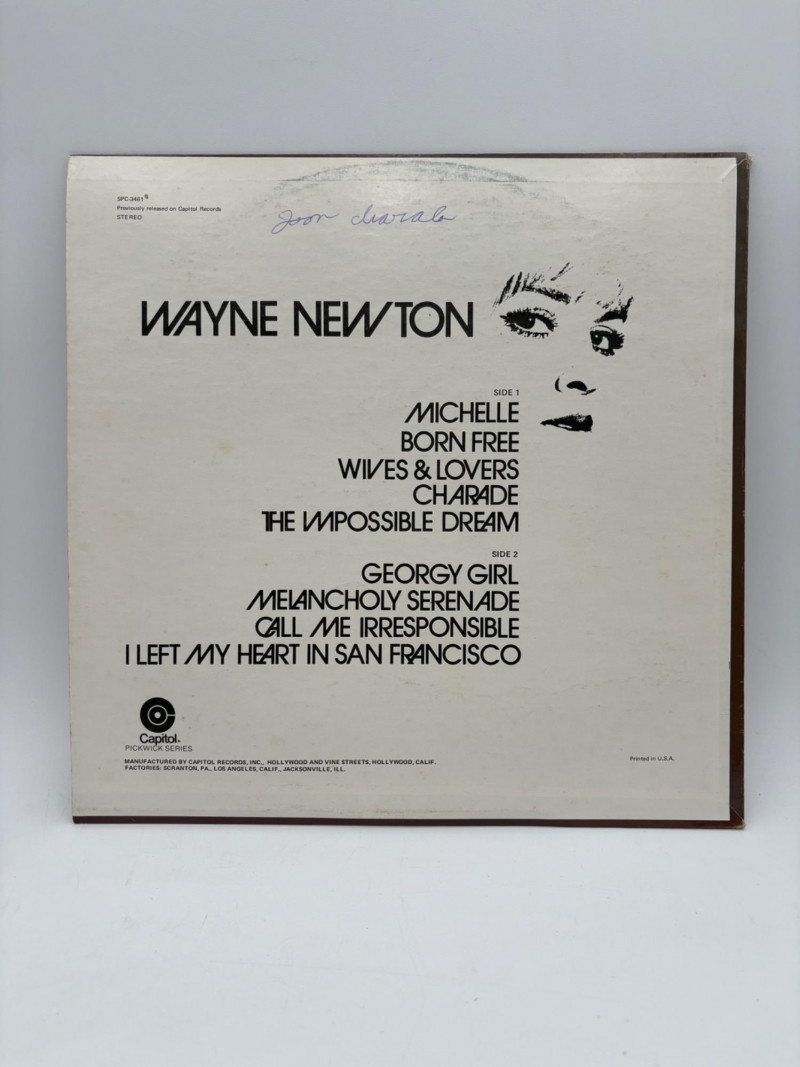 SPC-3461
Previously released on Capitol Records
STEREO
WAYNE NEWTON
SIDE 1
MICHELLE
BORN FREE
WIVES & LOVERS
CHARADE
THE IMPOSSIBLE DREAM
SIDE 2
GEORGY GIRL
MELANCHOLY SERENADE
CALL ME IRRESPONSIBLE
I LEFT MY HEART IN SAN FRANCISCO
Capitol
PICKWICK SERIES
MANUFACTURED BY CAPITOL RECORDS, INC., HOLLYWOOD AND VINE STREETS, HOLLYWOOD, CALIF.
FACTORIES: SCRANTON, PA., LOS ANGELES, CALIF., JACKSONVILLE, ILL.
Printed in U.S.A.